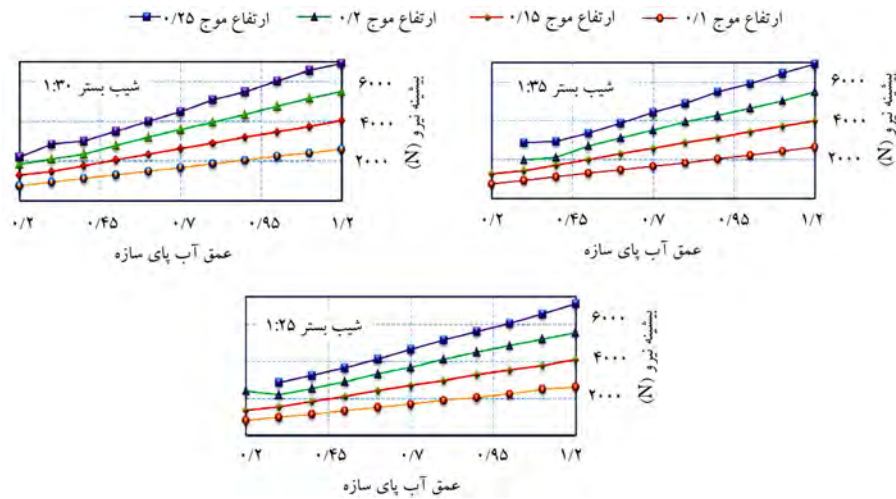 ارتفاع موج ۰/۱ ارتفاع موج ۰/۱۵ ارتفاع موج ۰/۲ ارتفاع موج ۰/۲۵
شیب بستر ۱:۳۵
۶۰۰۰
۴۰۰۰
۲۰۰۰
بیشینه نیرو (N)
۰/۲ ۰/۴۵ ۰/۷ ۰/۹۵ ۱/۲
عمق آب پای سازه
شیب بستر ۱:۳۰
۶۰۰۰
۴۰۰۰
۲۰۰۰
بیشینه نیرو (N)
۰/۲ ۰/۴۵ ۰/۷ ۰/۹۵ ۱/۲
عمق آب پای سازه
شیب بستر ۱:۲۵
۶۰۰۰
۴۰۰۰
۲۰۰۰
بیشینه نیرو (N)
۰/۲ ۰/۴۵ ۰/۷ ۰/۹۵ ۱/۲
عمق آب پای سازه